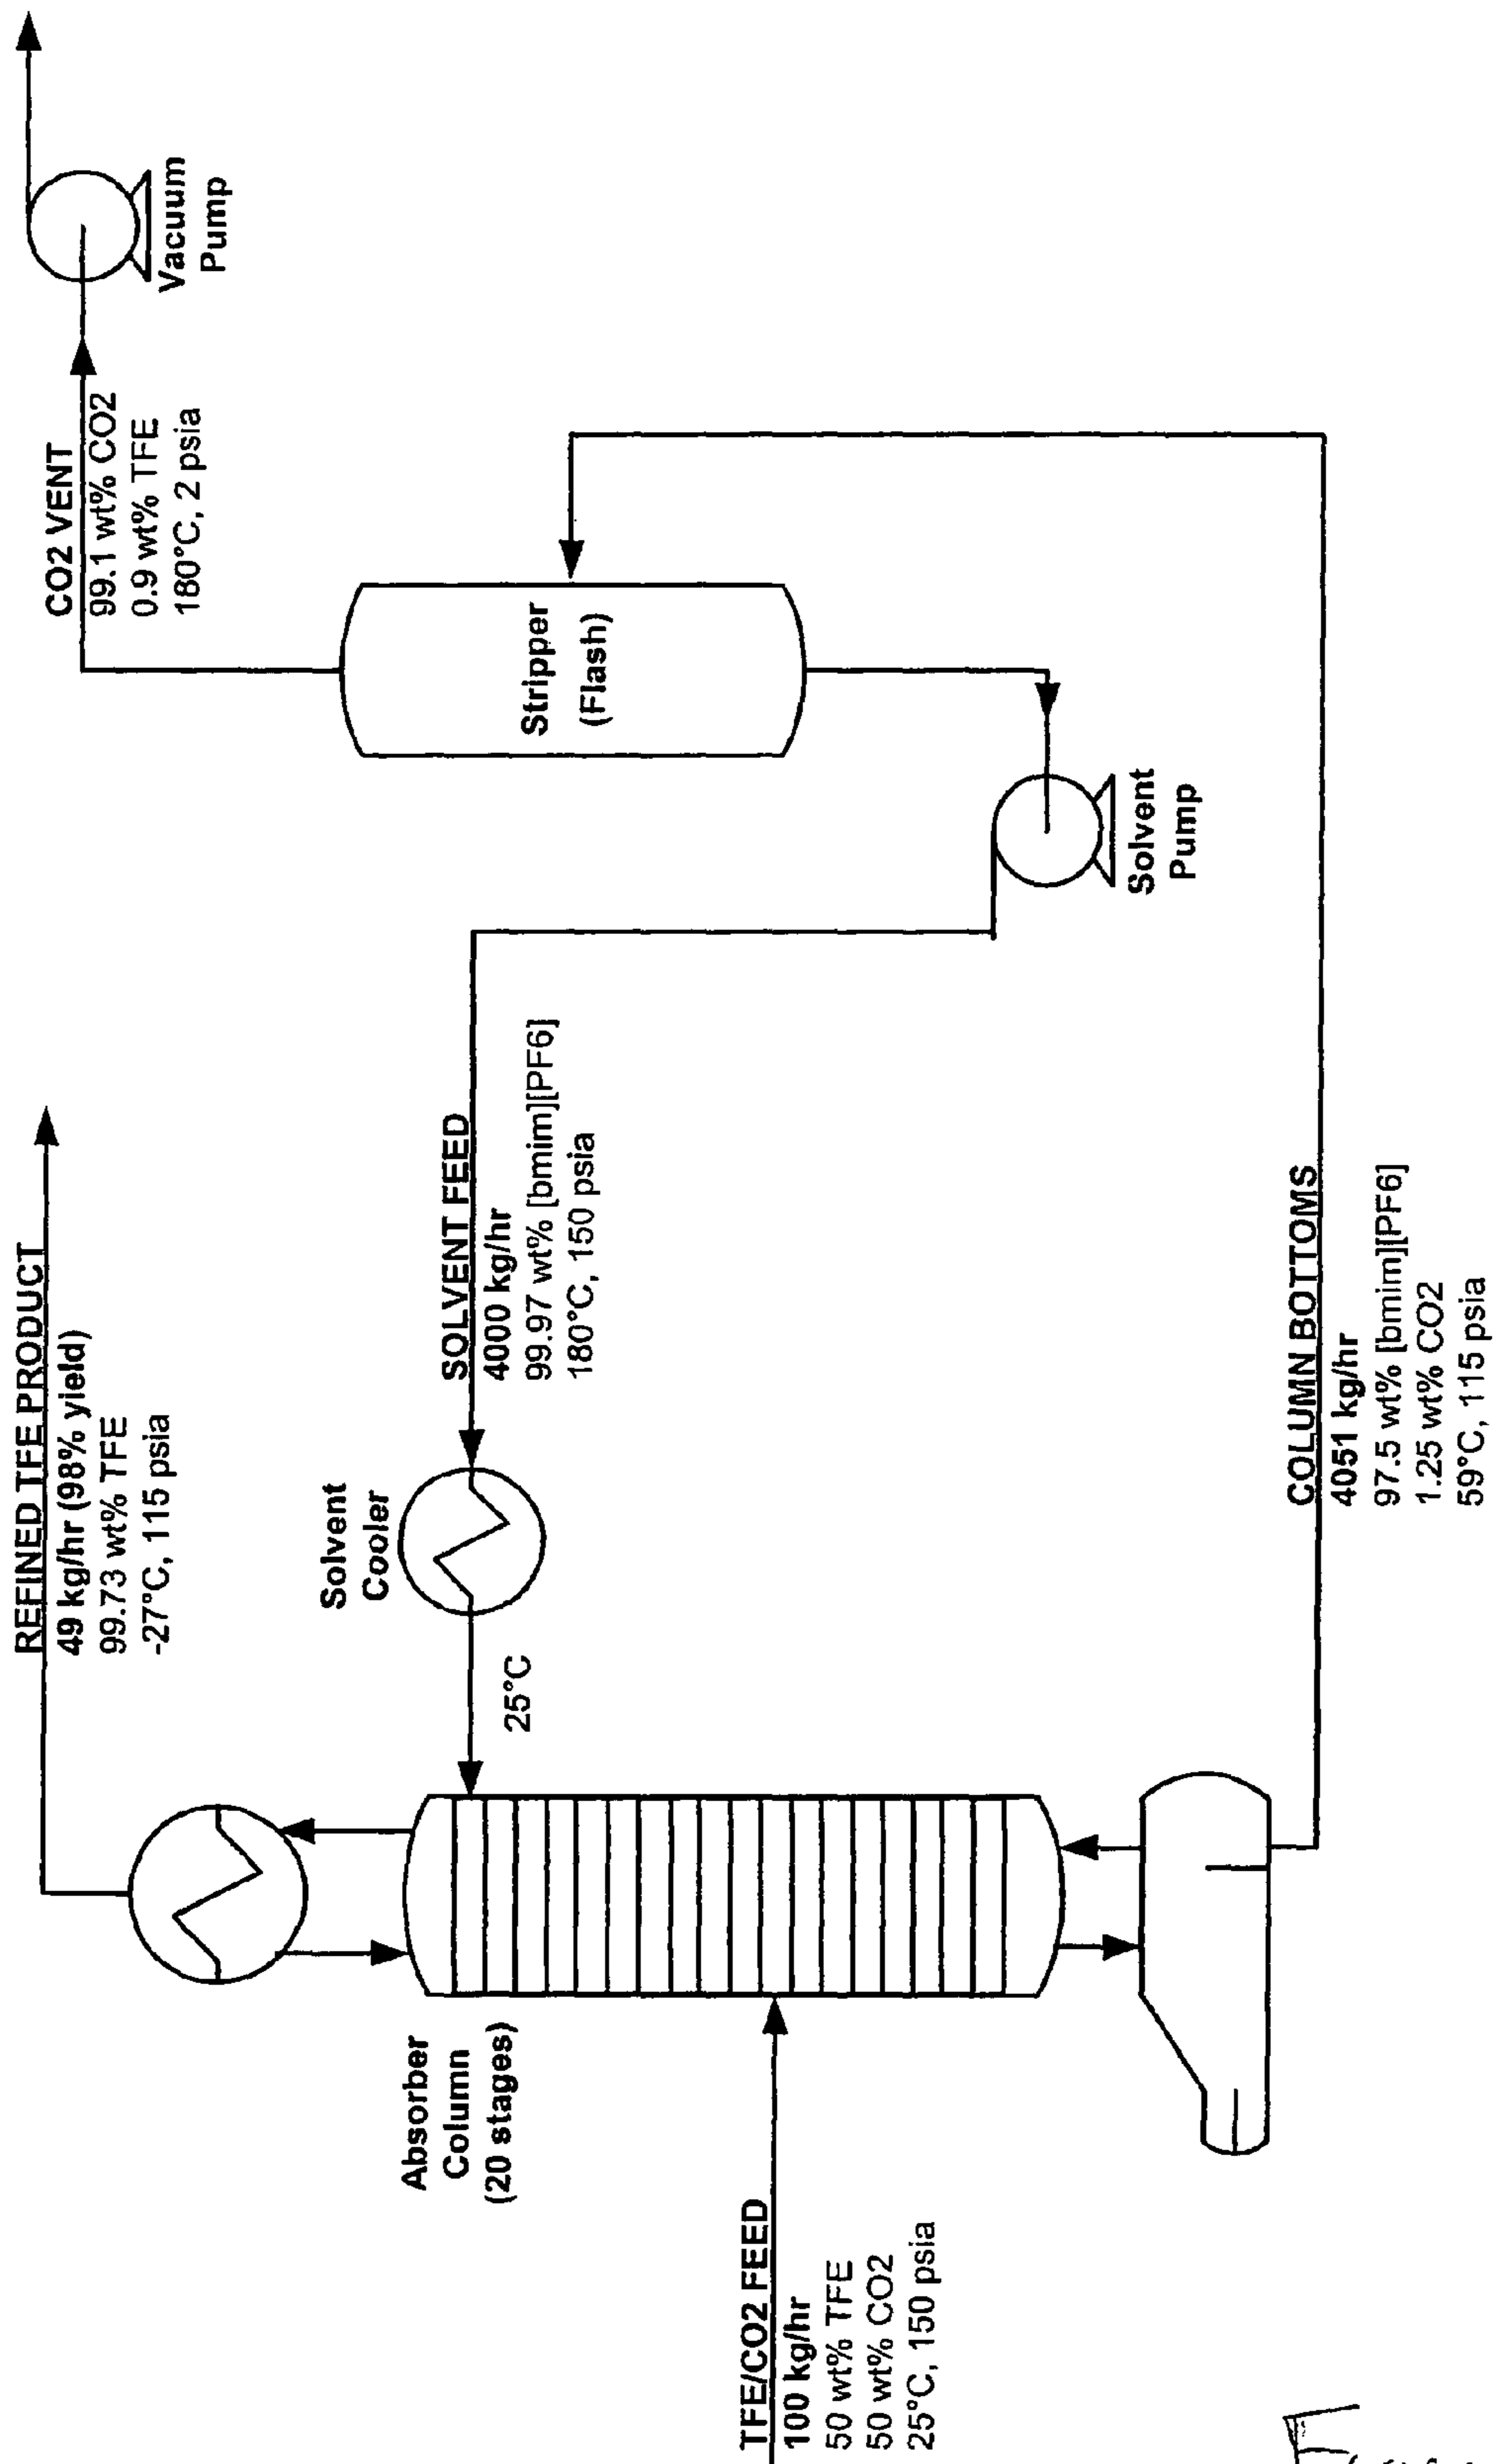 REFINED TFE PRODUCT
49 kg/hr (98% yield)
99.73 wt% TFE
-27°C, 115 psia
CO2 VENT
99.1 wt% CO2
0.9 wt% TFE
180°C, 2 psia
Vacuum
Pump
Solvent
Cooler
25°C
SOLVENT FEED
4000 kg/hr
99.97 wt% [bmim][PF6]
180°C, 150 psia
Stripper
(Flash)
Absorber
Column
(20 stages)
TFE/CO2 FEED
100 kg/hr
50 wt% TFE
50 wt% CO2
25°C, 150 psia
Solvent
Pump
COLUMN BOTTOMS
4051 kg/hr
97.5 wt% [bmim][PF6]
1.25 wt% CO2
59°C, 115 psia